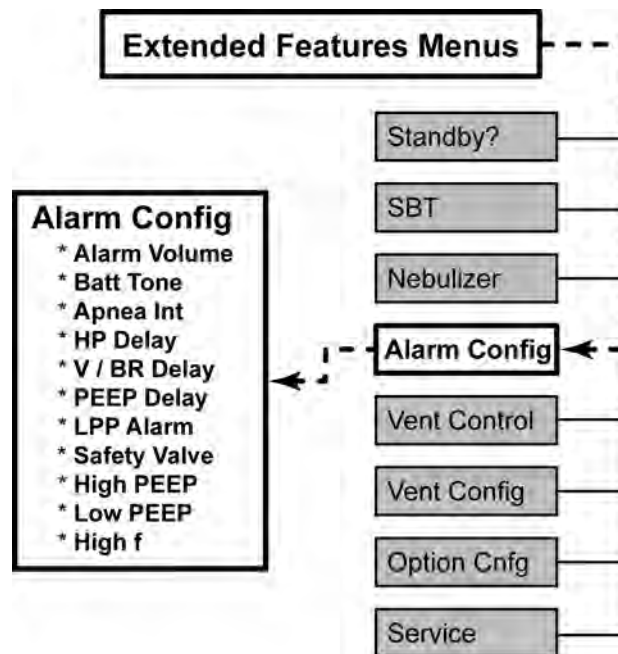 Extended Features Menus
Standby?
SBT
Nebulizer
Alarm Config
Vent Control
Vent Config
Option Cnfg
Service
Alarm Config
* Alarm Volume
* Batt Tone
* Apnea Int
* HP Delay
* V / BR Delay
* PEEP Delay
* LPP Alarm
* Safety Valve
* High PEEP
* Low PEEP
* High f